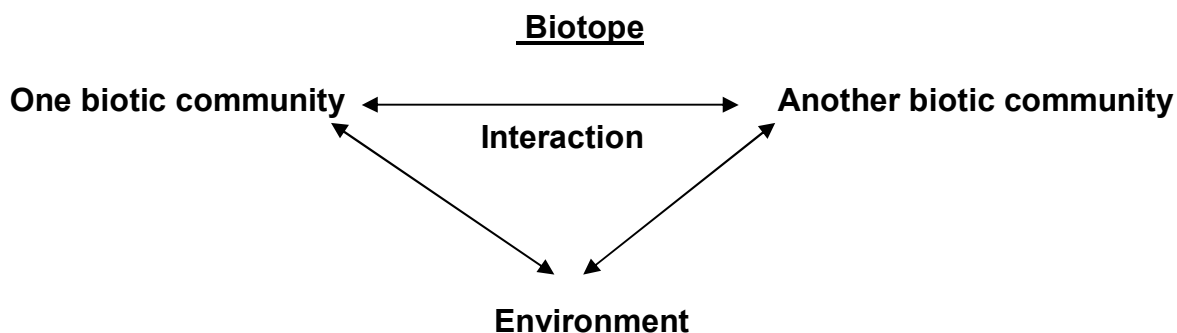 Biotope
One biotic community
Another biotic community
Interaction
Environment